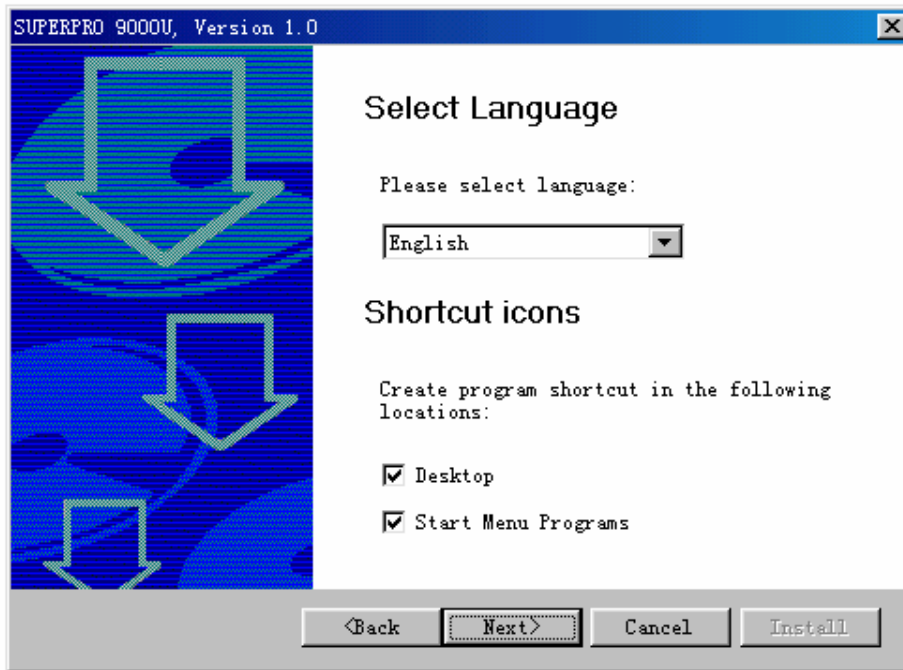 SUPERPRO 9000U, Version 1.0
Select Language
Please select language:
English
Shortcut icons
Create program shortcut in the following
locations:
Desktop
Start Menu Programs
<Back
Next>
Cancel
Install